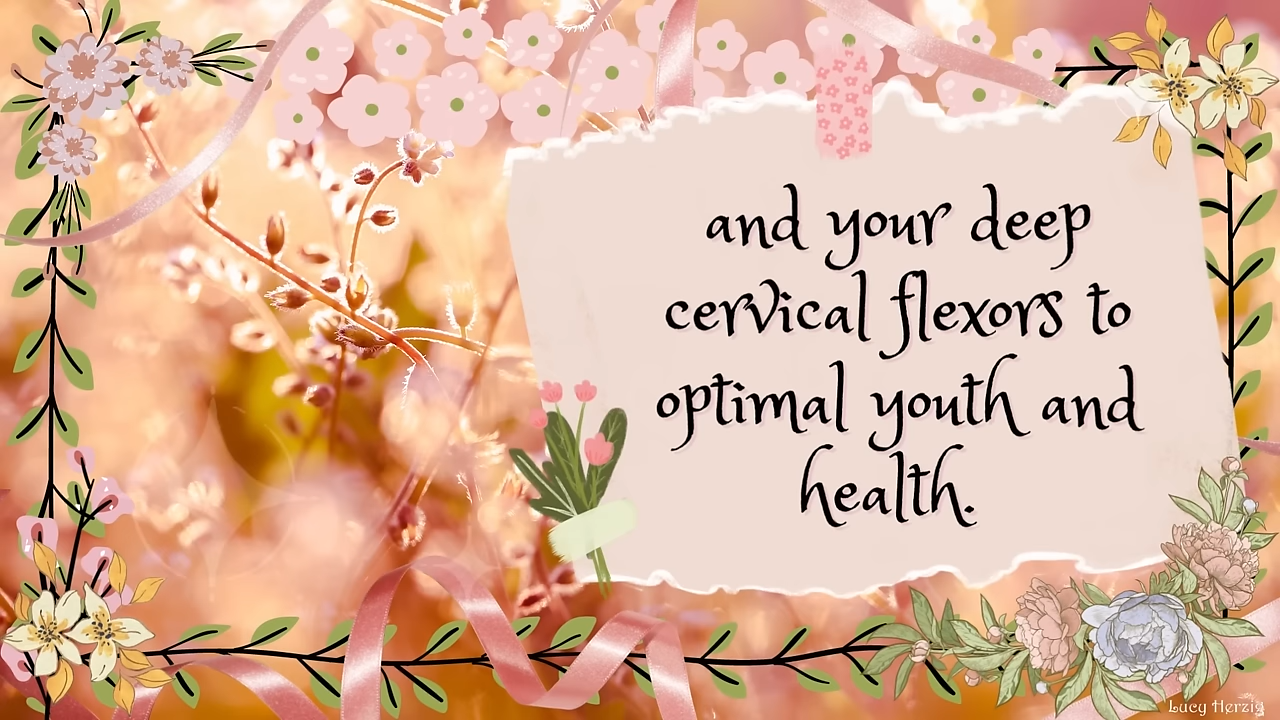 and your deep
cervical flexors to
optimal youth and
health.
Lucy Herzig